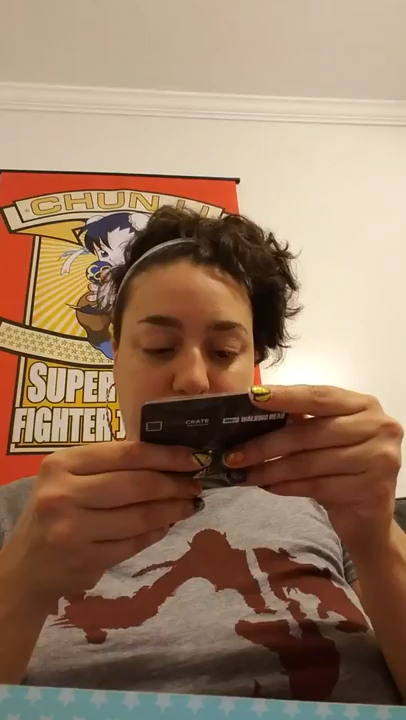 CHUN LI
SUPER
FIGHTER
CRATE
WALKING DEAD